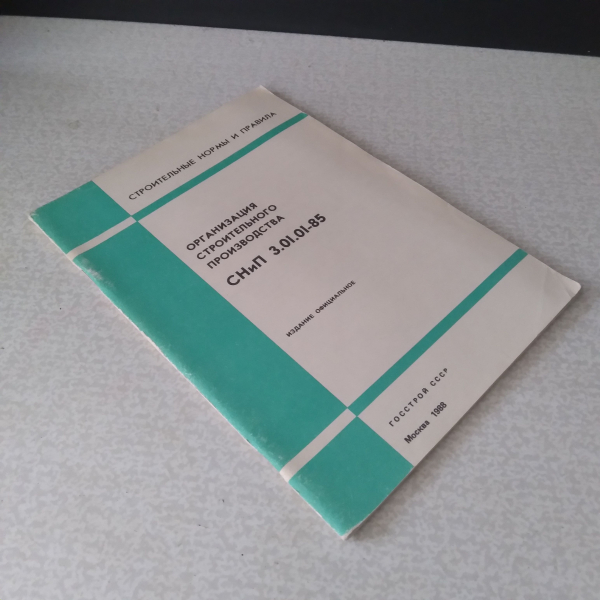 СТРОИТЕЛЬНЫЕ НОРМЫ И ПРАВИЛА
ОРГАНИЗАЦИЯ
СТРОИТЕЛЬНОГО
ПРОИЗВОДСТВА
СНиП 3.01.01-85
ИЗДАНИЕ ОФИЦИАЛЬНОЕ
ГОССТРОЙ СССР
Москва 1988